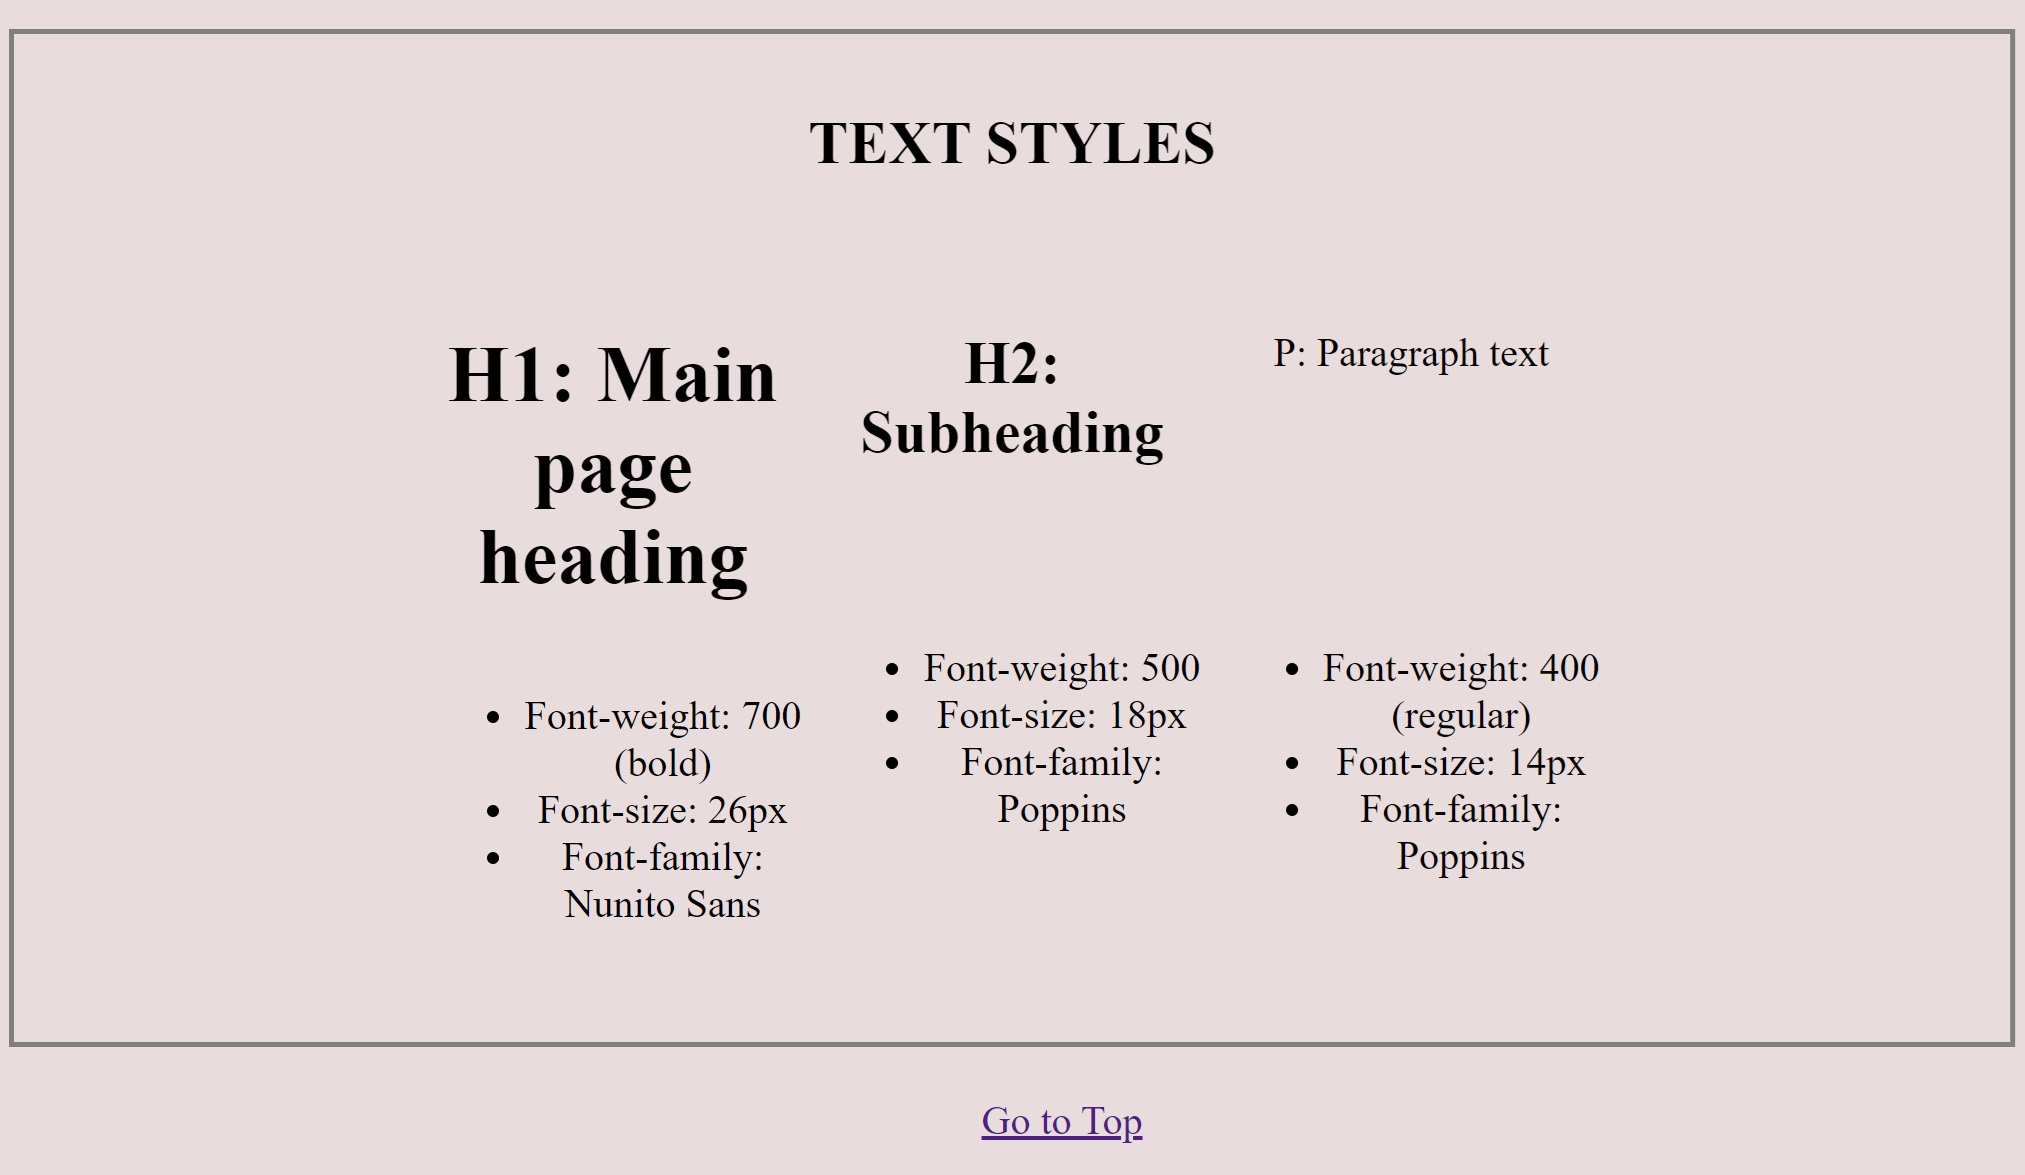 TEXT STYLES
H1: Main
page
heading
• Font-weight: 700
(bold)
• Font-size: 26px
• Font-family:
Nunito Sans
H2:
Subheading
• Font-weight: 500
• Font-size: 18px
• Font-family:
Poppins
P: Paragraph text
• Font-weight: 400
(regular)
• Font-size: 14px
• Font-family:
Poppins
Go to Top